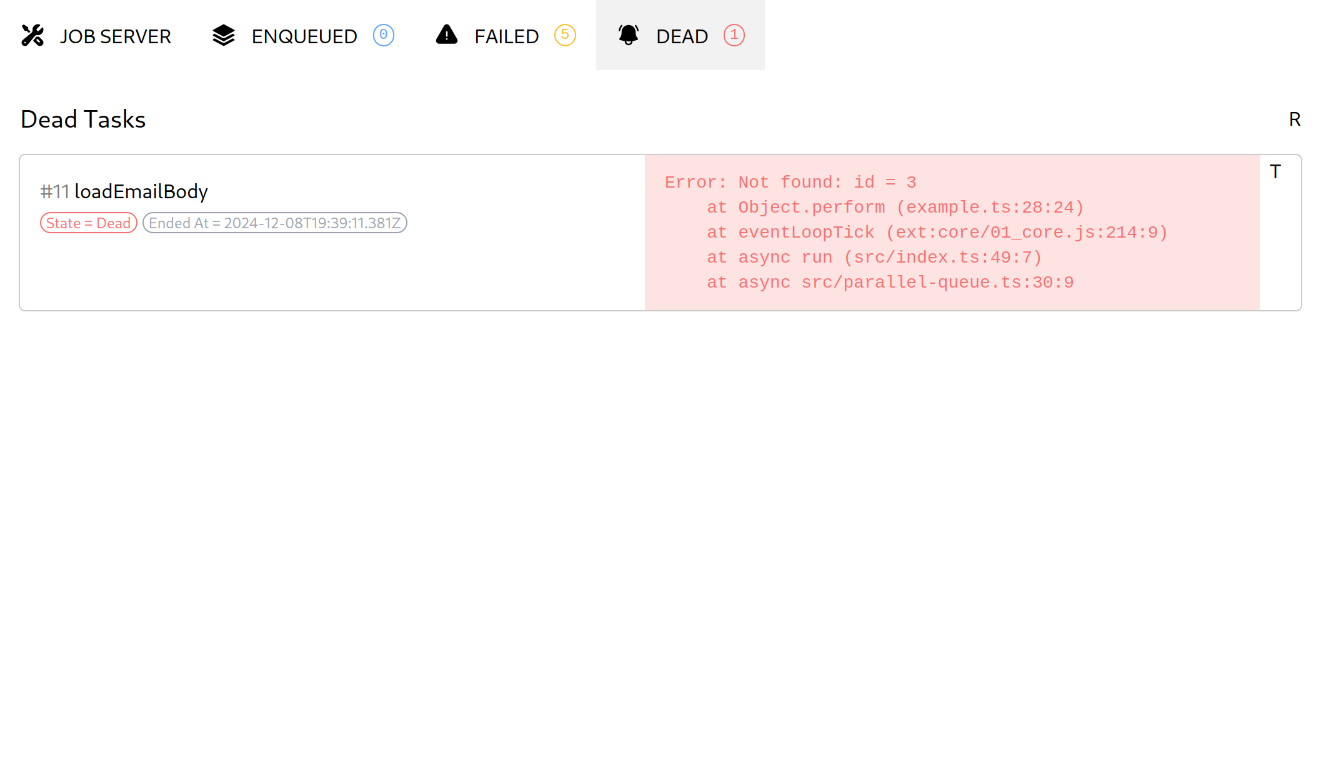 JOB SERVER ENQUEUED 0 FAILED 5 DEAD 1
Dead Tasks R
#11 loadEmailBody
State = Dead Ended At = 2024-12-08T19:39:11.381Z
Error: Not found: id = 3
at Object.perform (example.ts:28:24)
at eventLoopTick (ext:core/01_core.js:214:9)
at async run (src/index.ts:49:7)
at async src/parallel-queue.ts:30:9
T